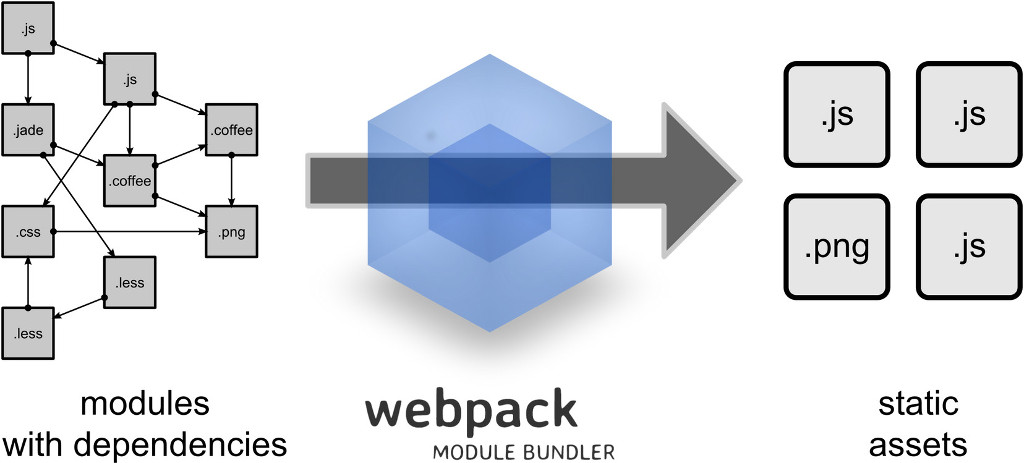 .js
.js
.jade
.coffee
.coffee
.css
.png
.less
.less
modules
with dependencies
webpack
MODULE BUNDLER
.js
.js
.png
.js
static
assets